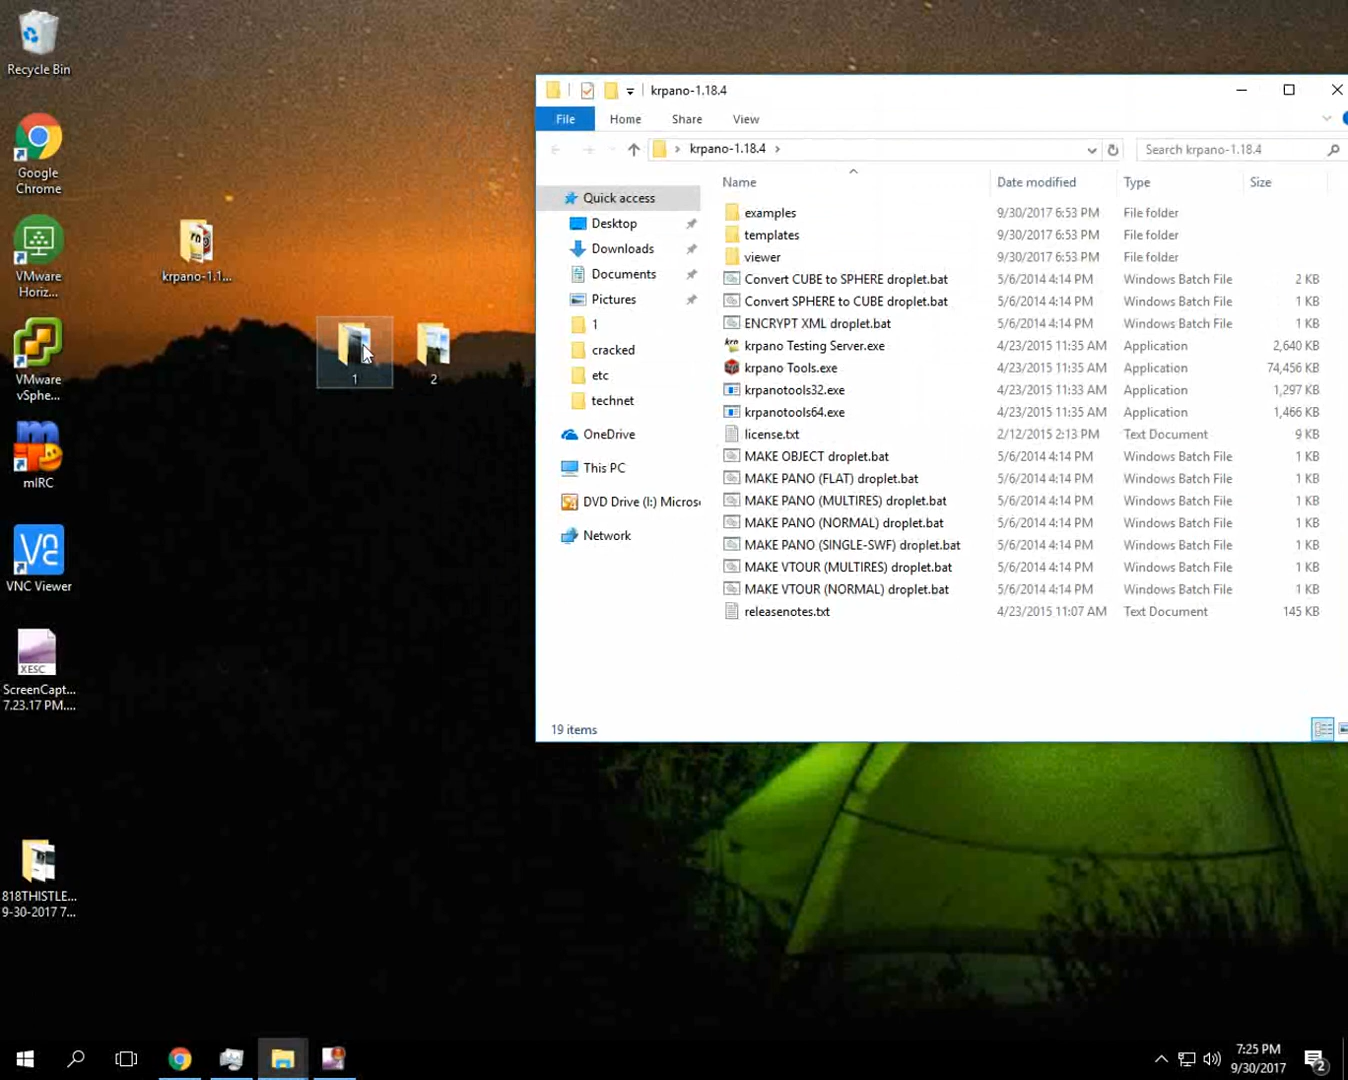 Recycle Bin
Google
Chrome
VMware
Horiz...
VMware
vSphe...
mIRC
VNC Viewer
XESC
ScreenCapt...
7.23.17 PM....
818THISTLE...
9-30-2017 7...
krpano-1.1...
1
2
krpano-1.18.4
File Home Share View
krpano-1.18.4
Search krpano-1.18.4
Quick access
Desktop
Downloads
Documents
Pictures
1
cracked
etc
technet
OneDrive
This PC
DVD Drive (I:) Micros
Network
Name Date modified Type Size
examples 9/30/2017 6:53 PM File folder
templates 9/30/2017 6:53 PM File folder
viewer 9/30/2017 6:53 PM File folder
Convert CUBE to SPHERE droplet.bat 5/6/2014 4:14 PM Windows Batch File 2 KB
Convert SPHERE to CUBE droplet.bat 5/6/2014 4:14 PM Windows Batch File 1 KB
ENCRYPT XML droplet.bat 5/6/2014 4:14 PM Windows Batch File 1 KB
krpano Testing Server.exe 4/23/2015 11:35 AM Application 2,640 KB
krpano Tools.exe 4/23/2015 11:35 AM Application 74,456 KB
krpanotools32.exe 4/23/2015 11:33 AM Application 1,297 KB
krpanotools64.exe 4/23/2015 11:35 AM Application 1,466 KB
license.txt 2/12/2015 2:13 PM Text Document 9 KB
MAKE OBJECT droplet.bat 5/6/2014 4:14 PM Windows Batch File 1 KB
MAKE PANO (FLAT) droplet.bat 5/6/2014 4:14 PM Windows Batch File 1 KB
MAKE PANO (MULTIRES) droplet.bat 5/6/2014 4:14 PM Windows Batch File 1 KB
MAKE PANO (NORMAL) droplet.bat 5/6/2014 4:14 PM Windows Batch File 1 KB
MAKE PANO (SINGLE-SWF) droplet.bat 5/6/2014 4:14 PM Windows Batch File 1 KB
MAKE VTOUR (MULTIRES) droplet.bat 5/6/2014 4:14 PM Windows Batch File 1 KB
MAKE VTOUR (NORMAL) droplet.bat 5/6/2014 4:14 PM Windows Batch File 1 KB
releasenotes.txt 4/23/2015 11:07 AM Text Document 145 KB
19 items
7:25 PM
9/30/2017
2